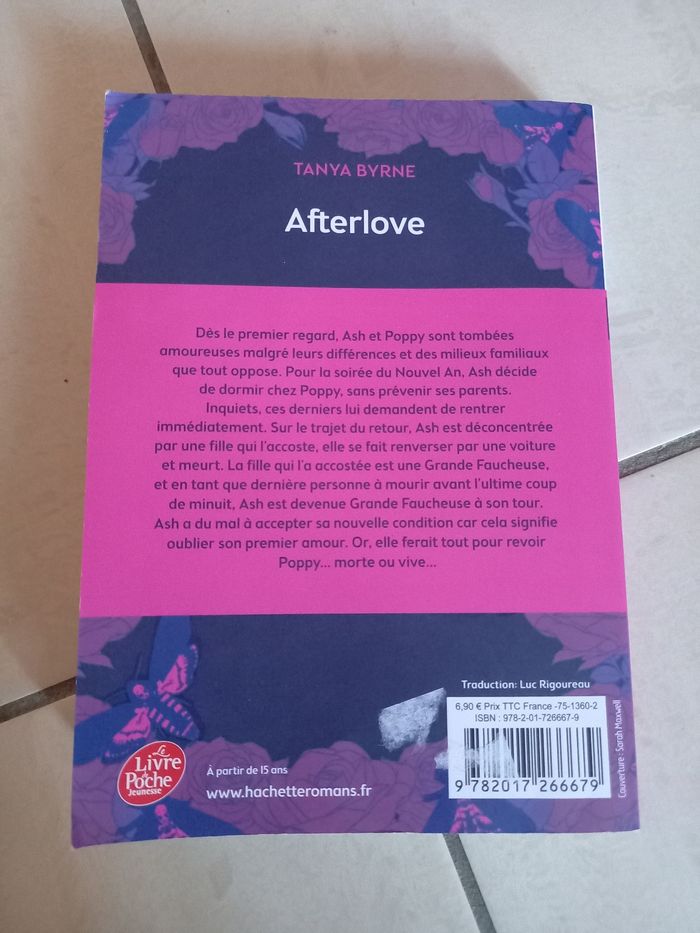 TANYA BYRNE
Afterlove
Dès le premier regard, Ash et Poppy sont tombées
amoureuses malgré leurs différences et des milieux familiaux
que tout oppose. Pour la soirée du Nouvel An, Ash décide
de dormir chez Poppy, sans prévenir ses parents.
Inquiets, ces derniers lui demandent de rentrer
immédiatement. Sur le trajet du retour, Ash est déconcentrée
par une fille qui l'accoste, elle se fait renverser par une voiture
et meurt. La fille qui l'a accostée est une Grande Faucheuse,
et en tant que dernière personne à mourir avant l'ultime coup
de minuit, Ash est devenue Grande Faucheuse à son tour.
Ash a du mal à accepter sa nouvelle condition car cela signifie
oublier son premier amour. Or, elle ferait tout pour revoir
Poppy... morte ou vive...
Traduction: Luc Rigoureau
6,90 € Prix TTC France -75-1360-2
ISBN : 978-2-01-726667-9
9 782017 266679
Couverture : Sarah Maxwell
Le
Livre
de
Poche
Jeunesse
À partir de 15 ans
www.hachetteromans.fr